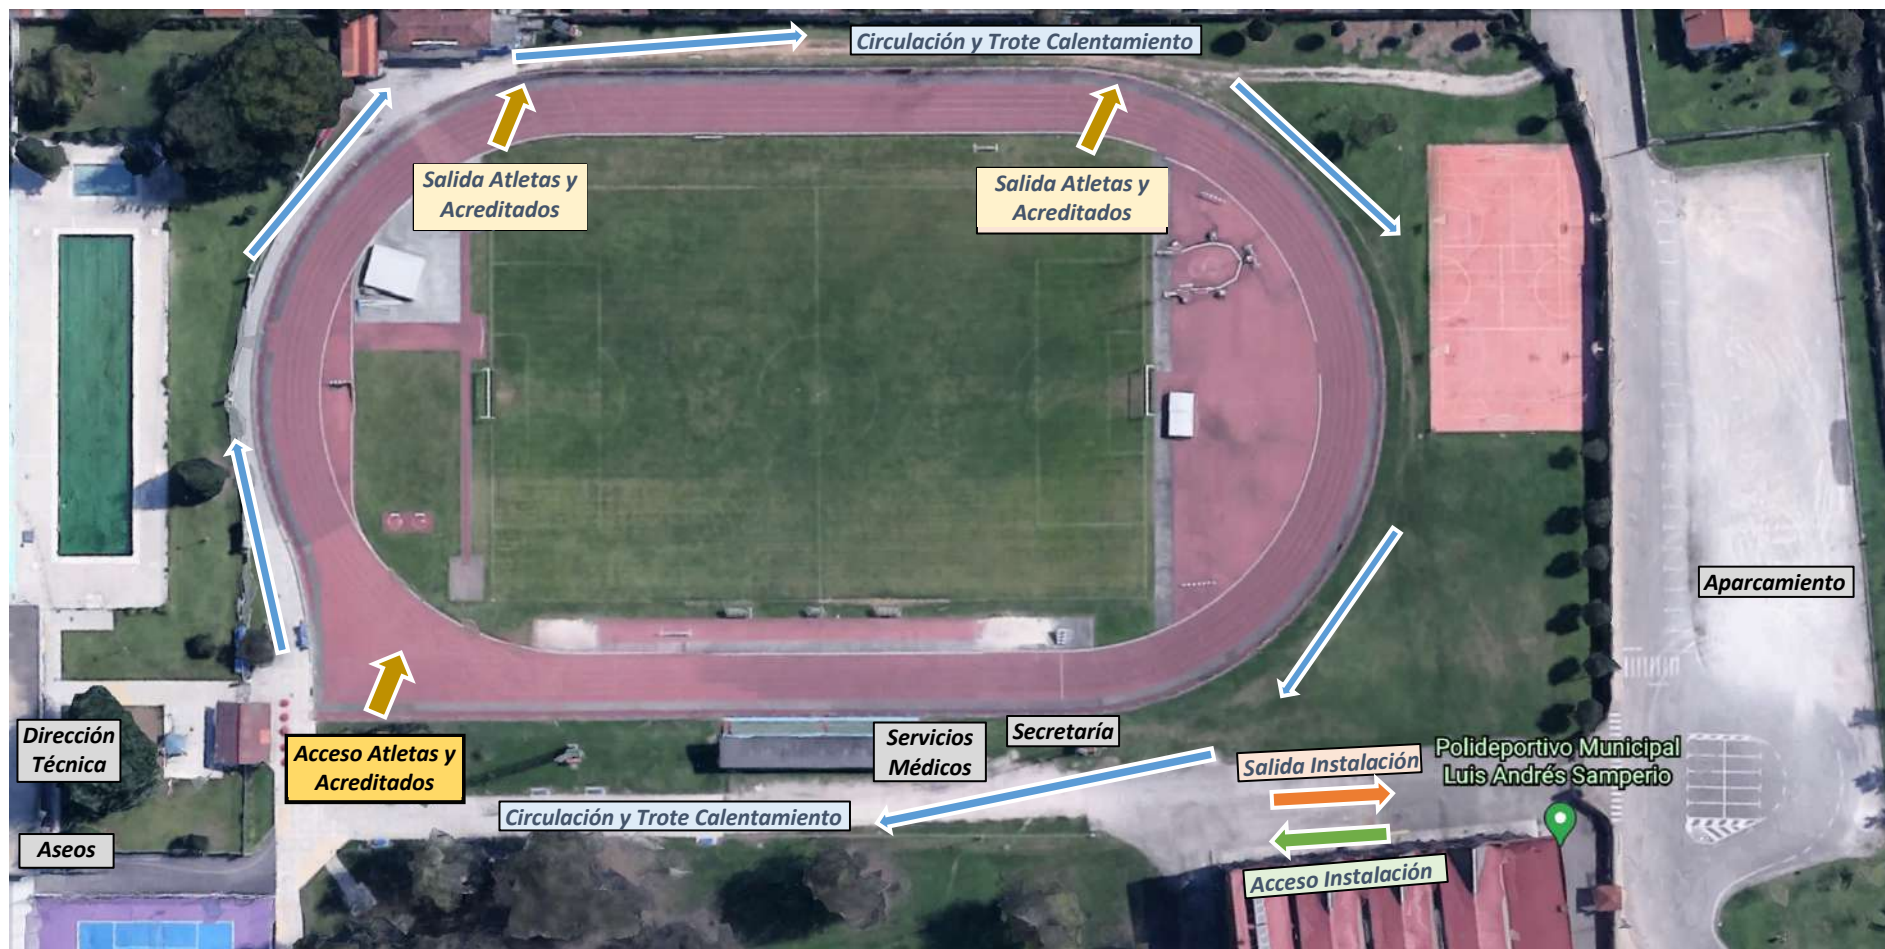 Circulación y Trote Calentamiento
Salida Atletas y
Acreditados
Salida Atletas y
Acreditados
Aparcamiento
Dirección
Técnica
Acceso Atletas y
Acreditados
Servicios
Médicos
Secretaría
Salida Instalación
Polideportivo Municipal
Luis Andrés Samperio
Circulación y Trote Calentamiento
Aseos
Acceso Instalación